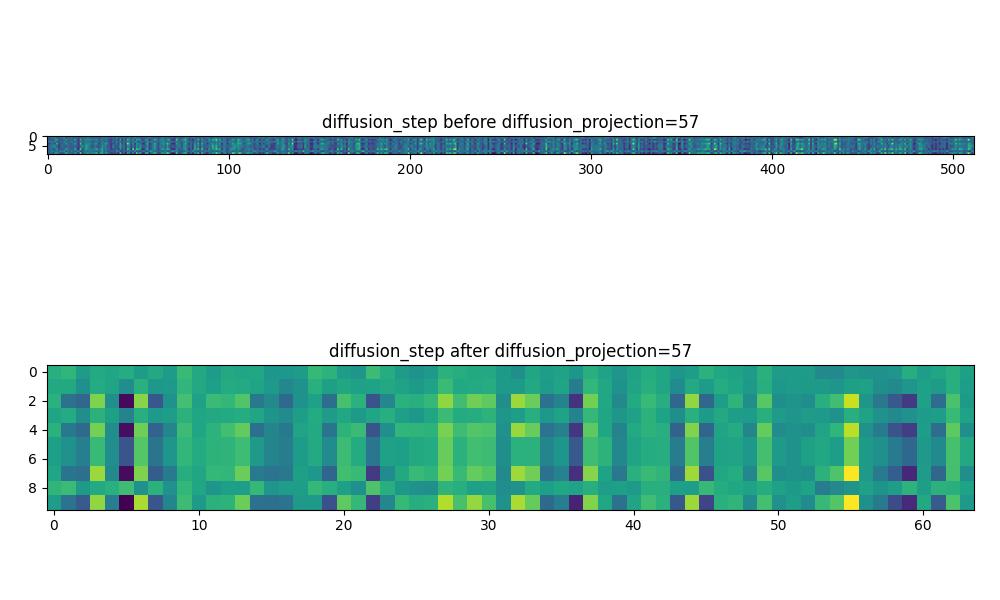 diffusion_step before diffusion_projection=57
0
5
0 100 200 300 400 500
diffusion_step after diffusion_projection=57
0
2
4
6
8
0 10 20 30 40 50 60